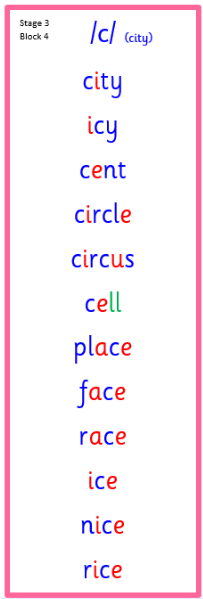 Stage 3
Block 4
/c/ (city)
city
icy
cent
circle
circus
cell
place
face
race
ice
nice
rice